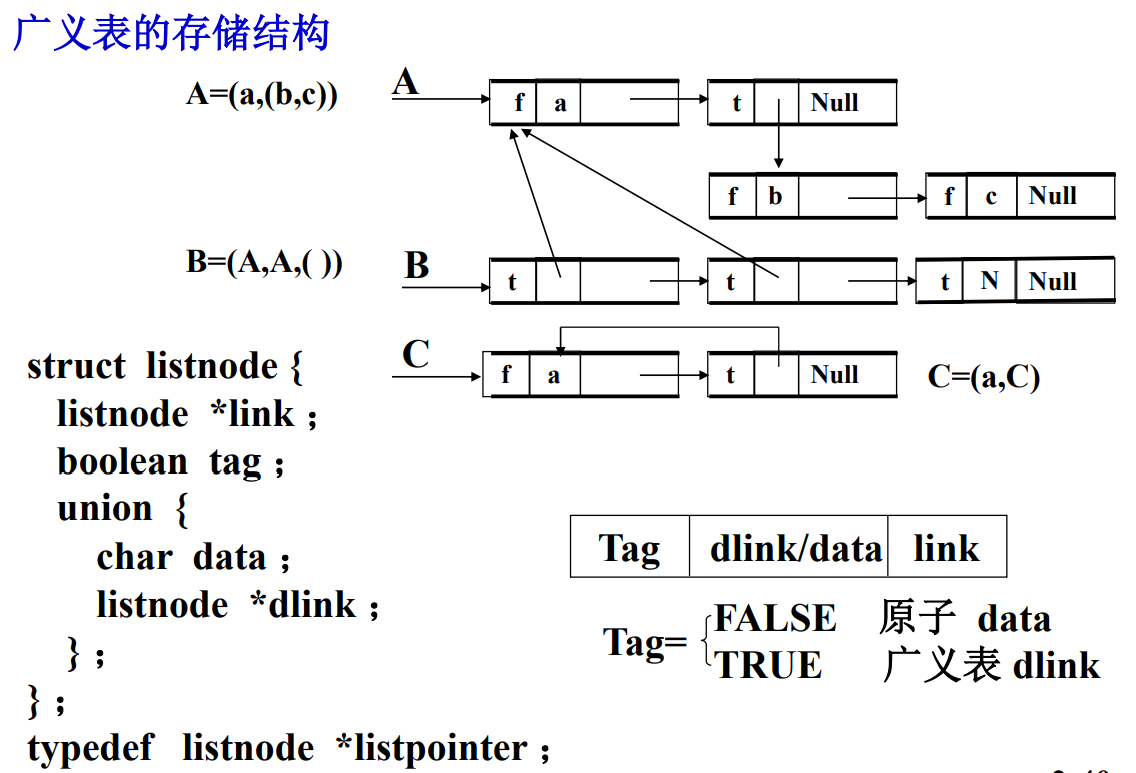 广义表的存储结构
A=(a,(b,c))
A
f a
t Null
f b
f c Null
B=(A,A,( ))
B
t
t
t N Null
C
f a
t Null
C=(a,C)
struct listnode {
listnode *link ；
boolean tag ；
union {
char data ；
listnode *dlink ；
} ；
} ；
typedef listnode *listpointer ；
Tag dlink/data link
Tag=
FALSE 原子 data
TRUE 广义表 dlink